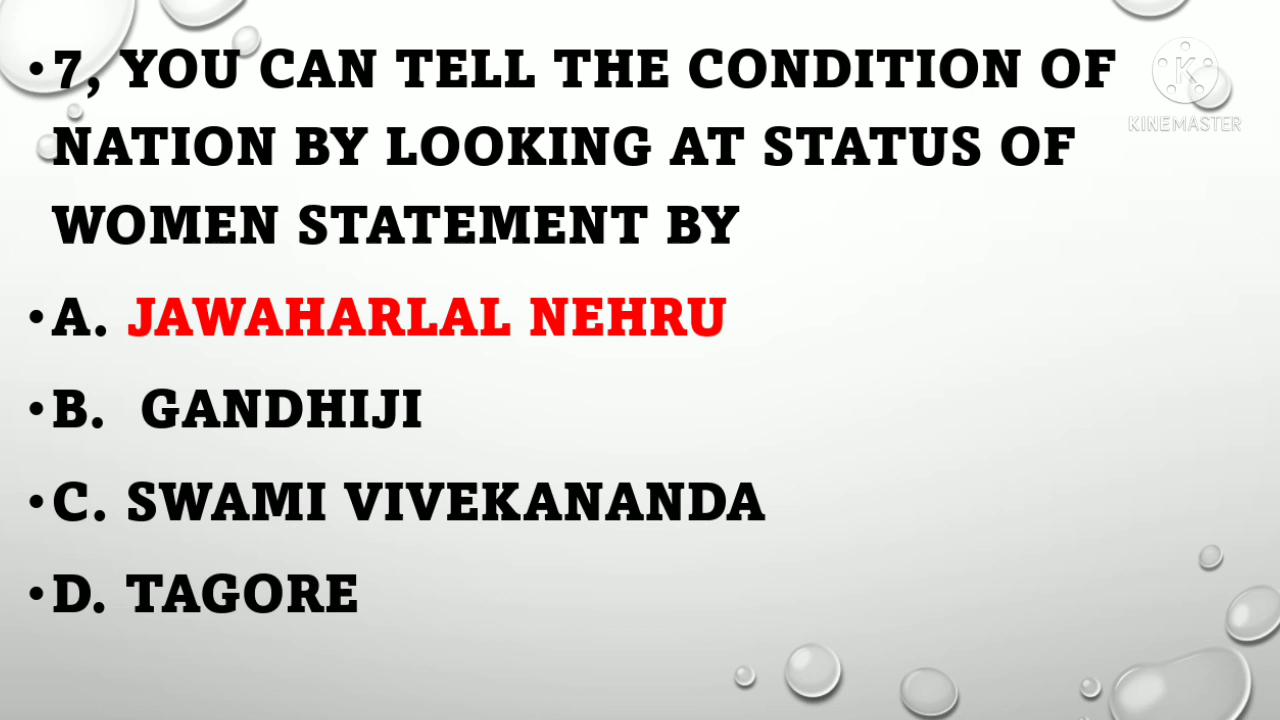 • 7, YOU CAN TELL THE CONDITION OF
NATION BY LOOKING AT STATUS OF
WOMEN STATEMENT BY
• A. JAWAHARLAL NEHRU
• B. GANDHIJI
• C. SWAMI VIVEKANANDA
• D. TAGORE
K
KINEMASTER